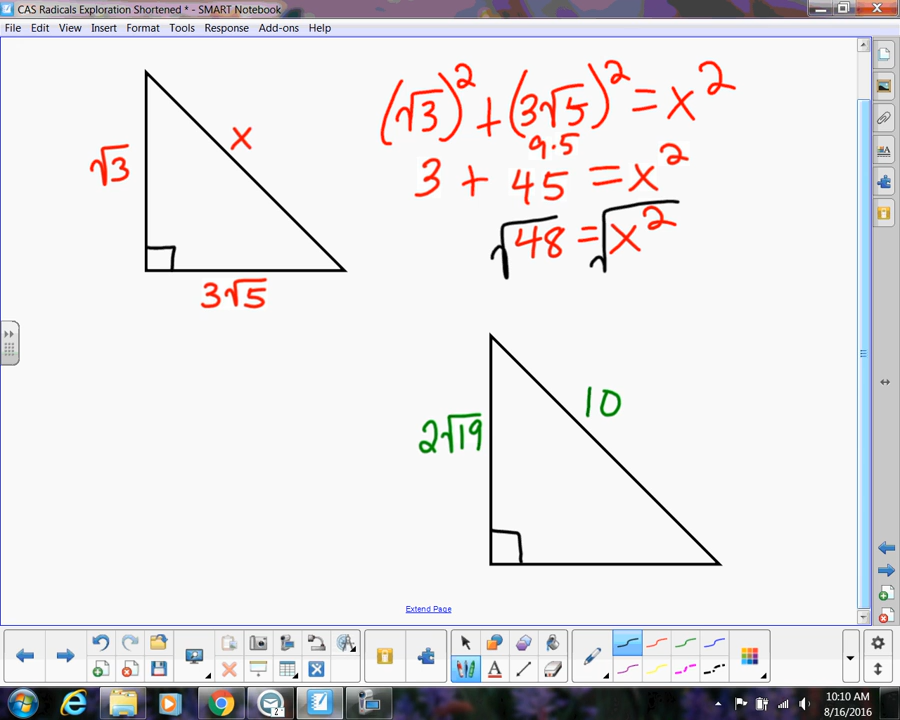 CAS Radicals Exploration Shortened * - SMART Notebook
File Edit View Insert Format Tools Response Add-ons Help
(√3)² + (3√5)² = x²
9·5
3 + 45 = x²
√48 = √x²
√3
x
3√5
2√19
10
Extend Page
A
2
10:10 AM
8/16/2016